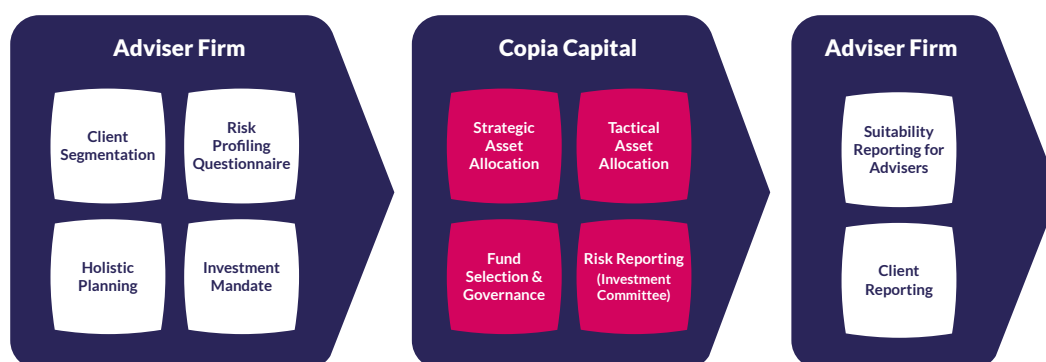 Adviser Firm
Client
Segmentation
Risk
Profiling
Questionnaire
Holistic
Planning
Investment
Mandate
Copia Capital
Strategic
Asset
Allocation
Tactical
Asset
Allocation
Fund
Selection &
Governance
Risk Reporting
(Investment
Committee)
Adviser Firm
Suitability
Reporting for
Advisers
Client
Reporting